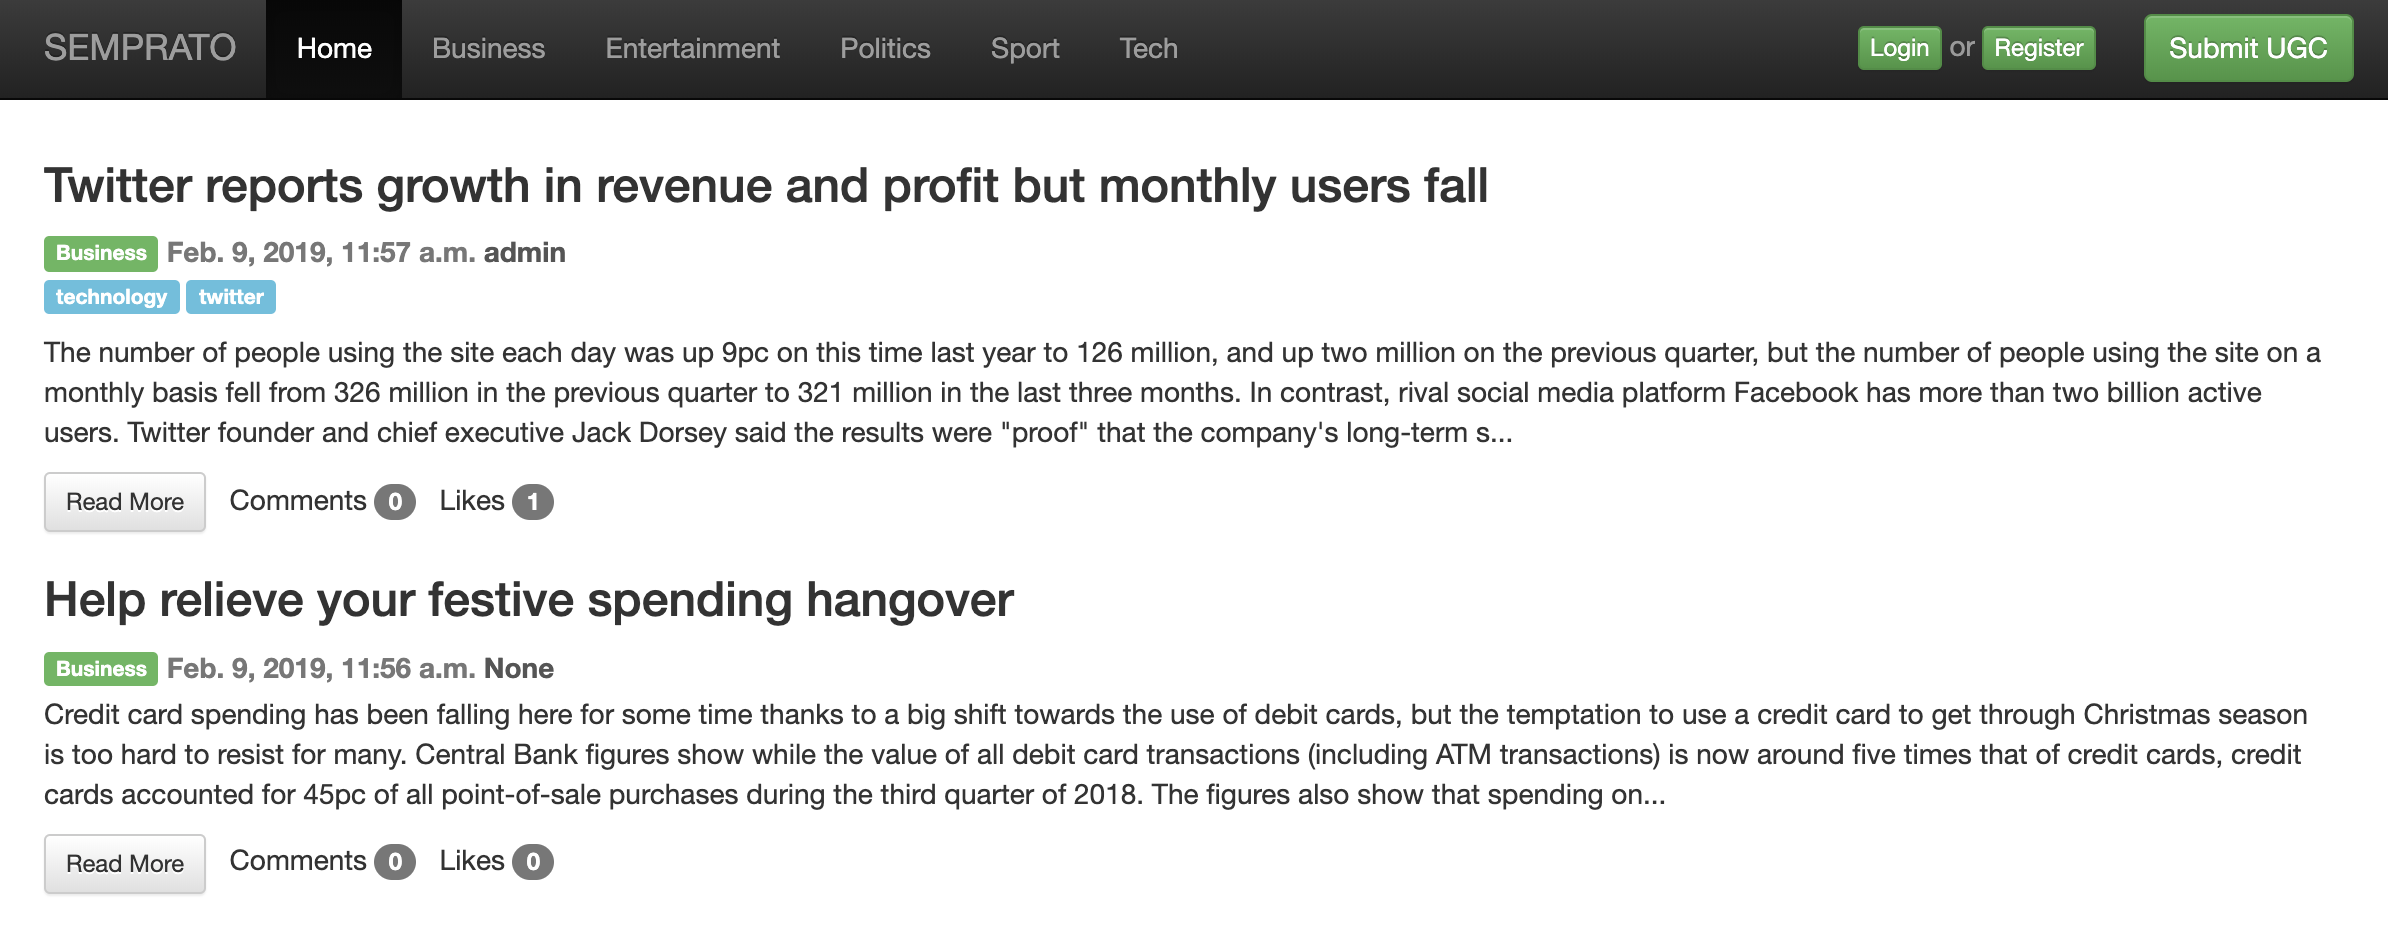 SEMPRATO Home Business Entertainment Politics Sport Tech Login or Register Submit UGC
Twitter reports growth in revenue and profit but monthly users fall
Business Feb. 9, 2019, 11:57 a.m. admin
technology twitter
The number of people using the site each day was up 9pc on this time last year to 126 million, and up two million on the previous quarter, but the number of people using the site on a
monthly basis fell from 326 million in the previous quarter to 321 million in the last three months. In contrast, rival social media platform Facebook has more than two billion active
users. Twitter founder and chief executive Jack Dorsey said the results were "proof" that the company's long-term s...
Read More Comments 0 Likes 1
Help relieve your festive spending hangover
Business Feb. 9, 2019, 11:56 a.m. None
Credit card spending has been falling here for some time thanks to a big shift towards the use of debit cards, but the temptation to use a credit card to get through Christmas season
is too hard to resist for many. Central Bank figures show while the value of all debit card transactions (including ATM transactions) is now around five times that of credit cards, credit
cards accounted for 45pc of all point-of-sale purchases during the third quarter of 2018. The figures also show that spending on...
Read More Comments 0 Likes 0